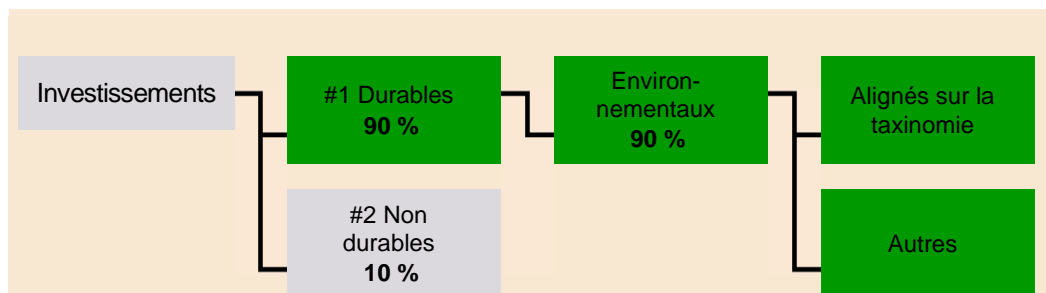 Investissements
#1 Durables
90 %
#2 Non
durables
10 %
Environ-
nementaux
90 %
Alignés sur la
taxinomie
Autres